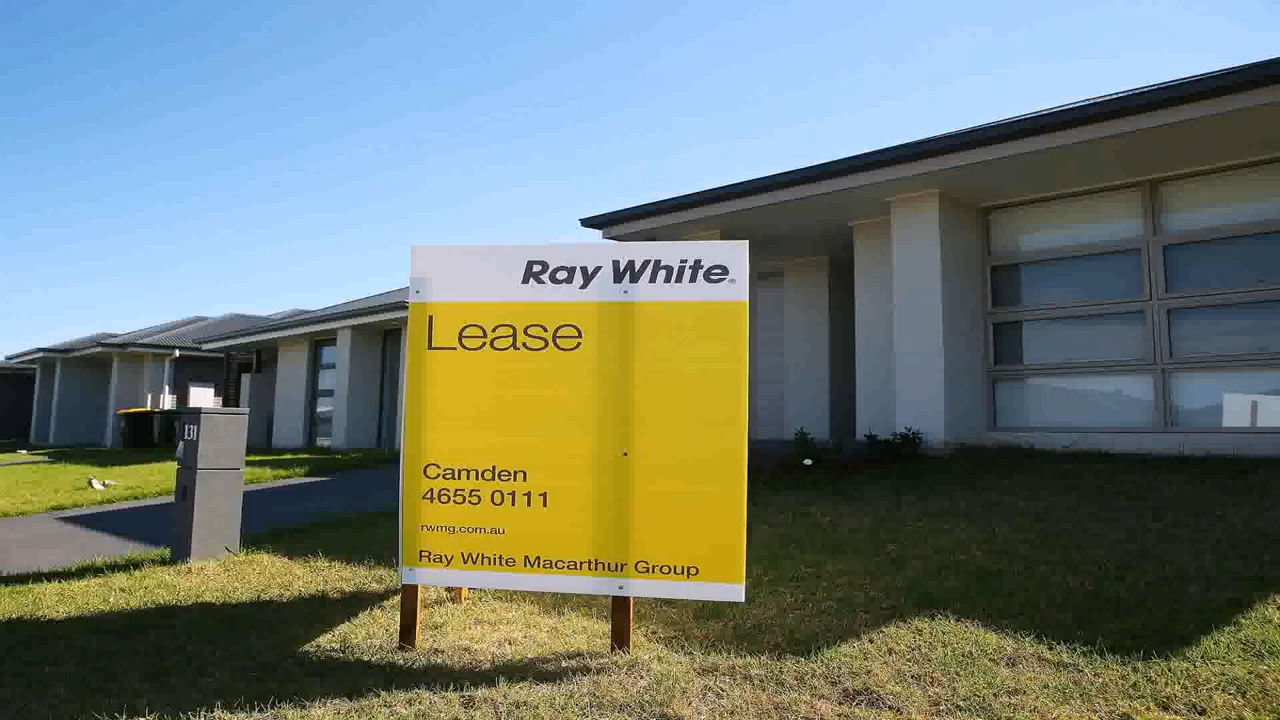 Ray White
Lease
Camden
4655 0111
rwmg.com.au
Ray White Macarthur Group
131